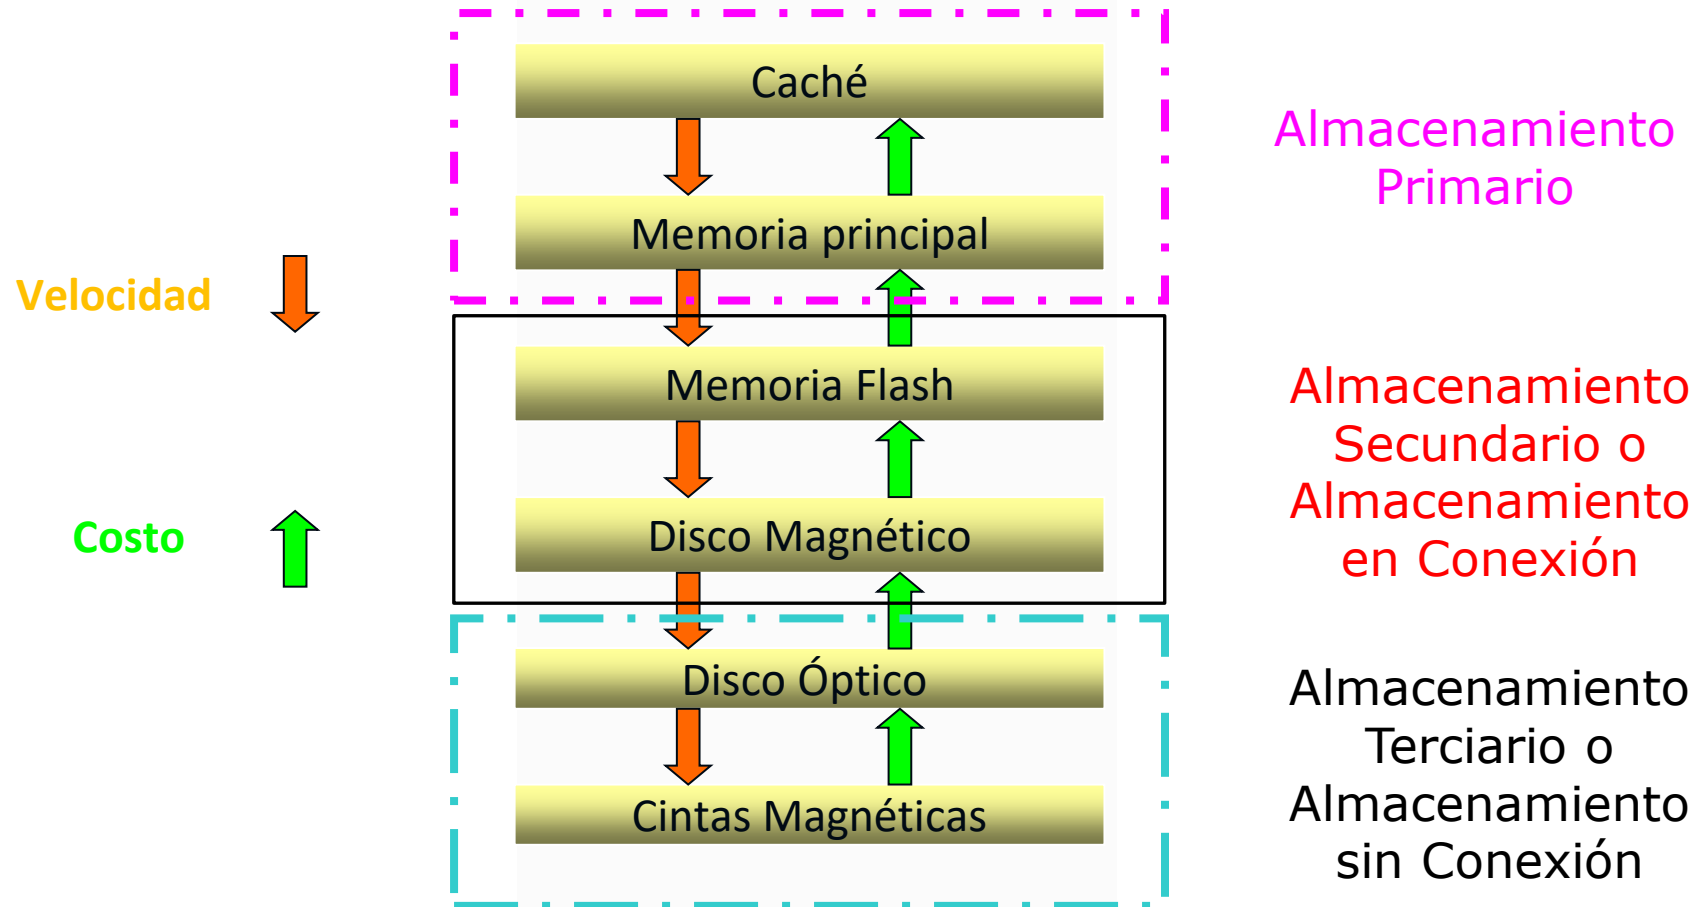 Caché
Memoria principal
Memoria Flash
Disco Magnético
Disco Óptico
Cintas Magnéticas
Velocidad
Costo
Almacenamiento
Primario
Almacenamiento
Secundario o
Almacenamiento
en Conexión
Almacenamiento
Terciario o
Almacenamiento
sin Conexión